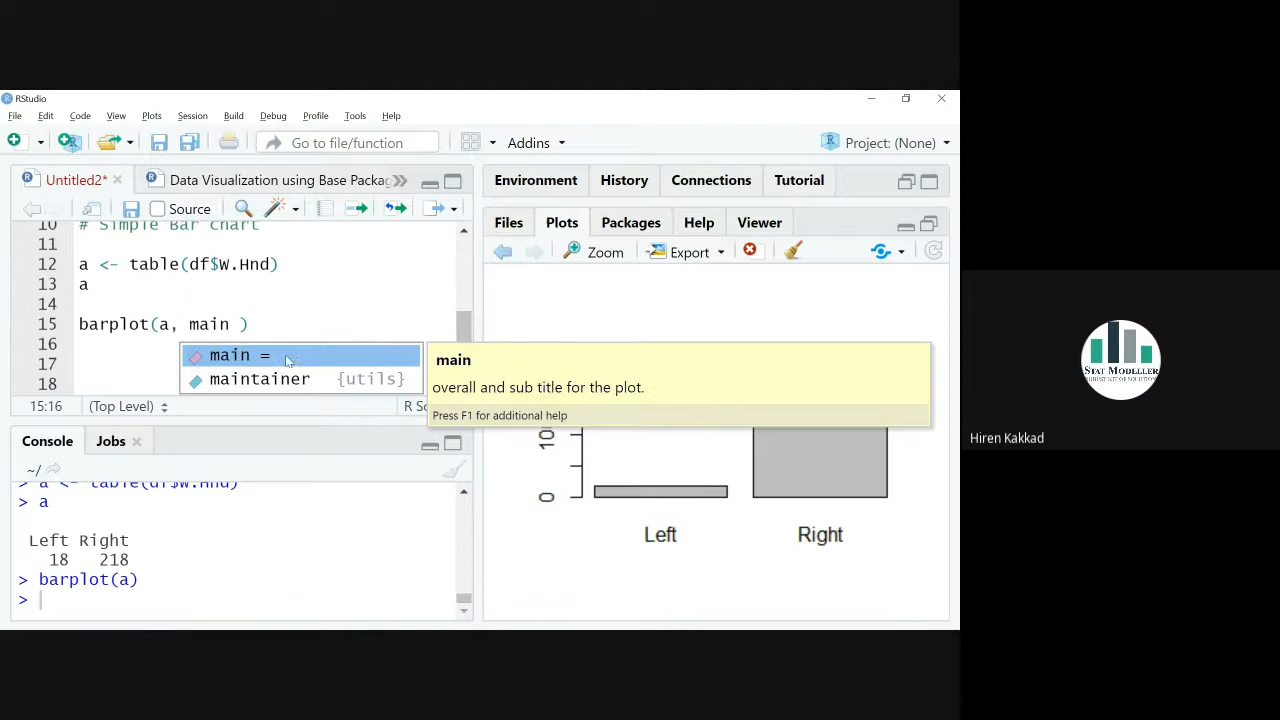 RStudio
File Edit Code View Plots Session Build Debug Profile Tools Help
Go to file/function
Addins
Project: (None)
Untitled2*
Data Visualization using Base Packag
Source
10 # Simple Bar chart
11
12 a <- table(df$W.Hnd)
13 a
14
15 barplot(a, main )
16
17
18
main =
maintainer {utils}
main
overall and sub title for the plot.
Press F1 for additional help
15:16 (Top Level) R Sc
Console Jobs
~/
> a <- table(df$W.Hnd)
> a
Left Right
18 218
> barplot(a)
>
Environment History Connections Tutorial
Files Plots Packages Help Viewer
Zoom Export
0
Left Right
STAT MODELLER
Hiren Kakkad